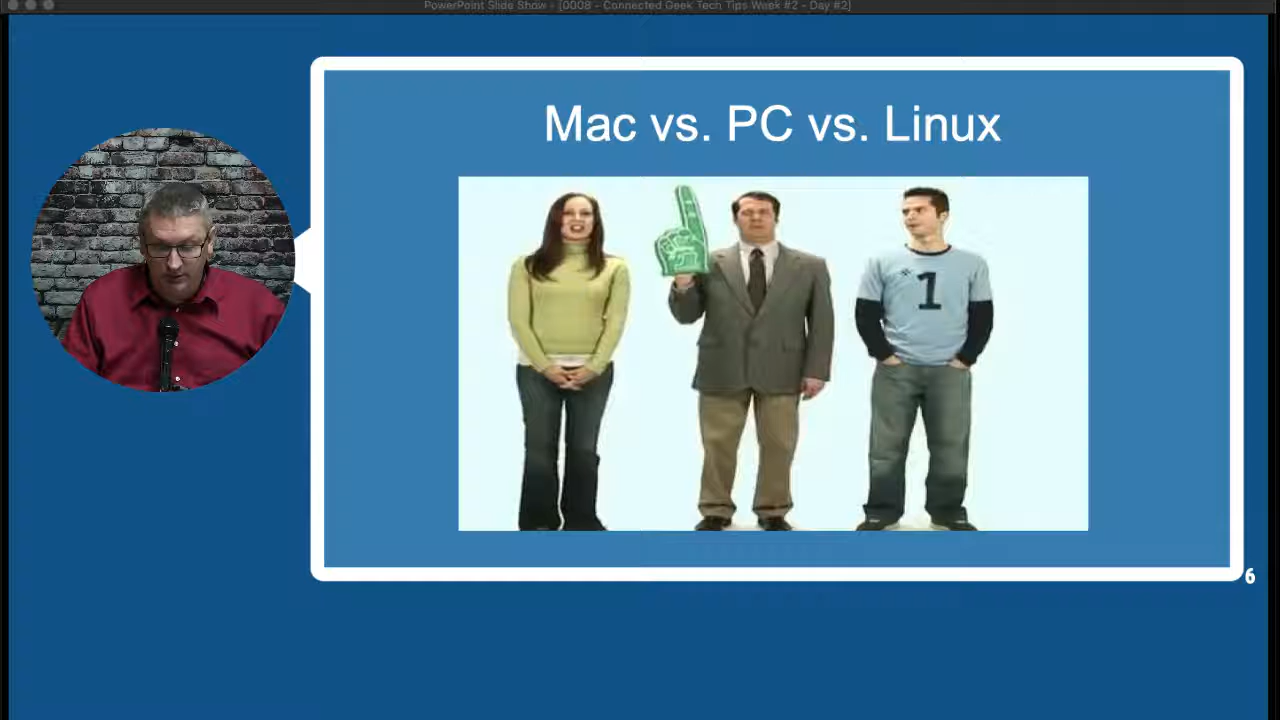 PowerPoint Slide Show - [0008 - Connected Geek Tech Tips Week #2 - Day #2]
Mac vs. PC vs. Linux
1
6